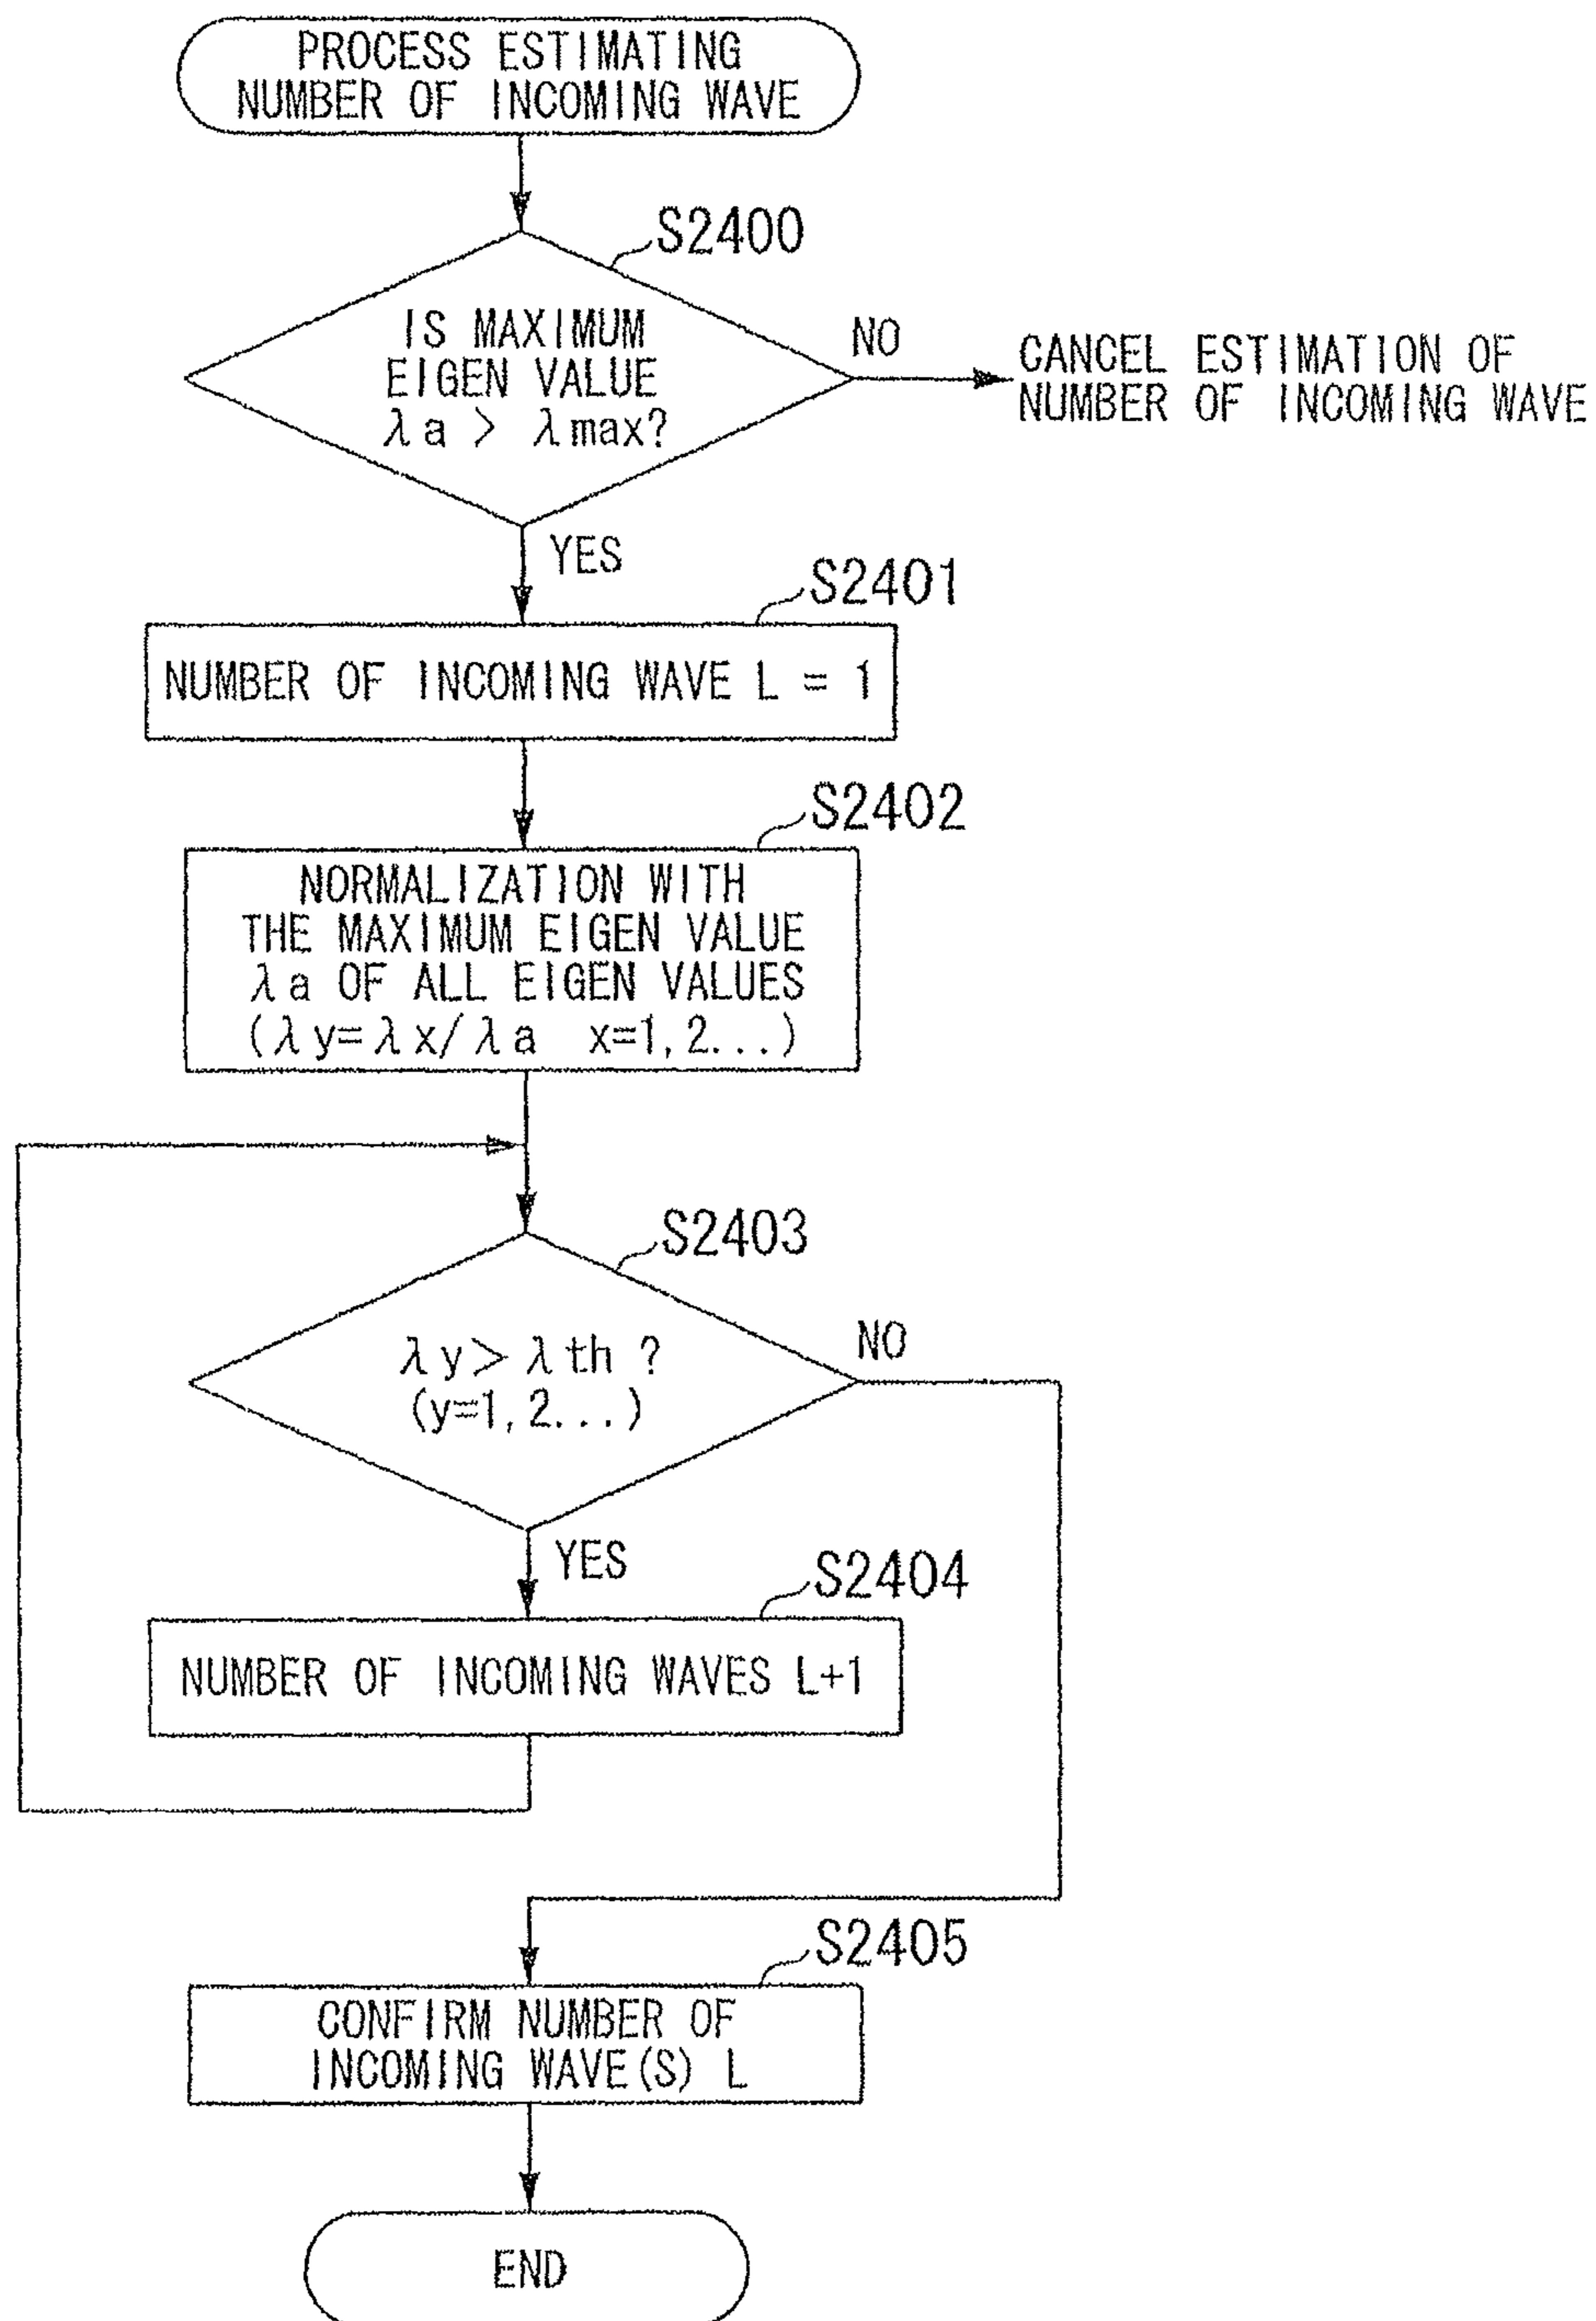 PROCESS ESTIMATING
NUMBER OF INCOMING WAVE
S2400
IS MAXIMUM
EIGEN VALUE
λa > λmax?
NO
CANCEL ESTIMATION OF
NUMBER OF INCOMING WAVE
YES
S2401
NUMBER OF INCOMING WAVE L = 1
S2402
NORMALIZATION WITH
THE MAXIMUM EIGEN VALUE
λa OF ALL EIGEN VALUES
(λy=λx/λa x=1,2...)
S2403
λy>λth ?
(y=1,2...)
NO
YES
S2404
NUMBER OF INCOMING WAVES L+1
S2405
CONFIRM NUMBER OF
INCOMING WAVE(S) L
END